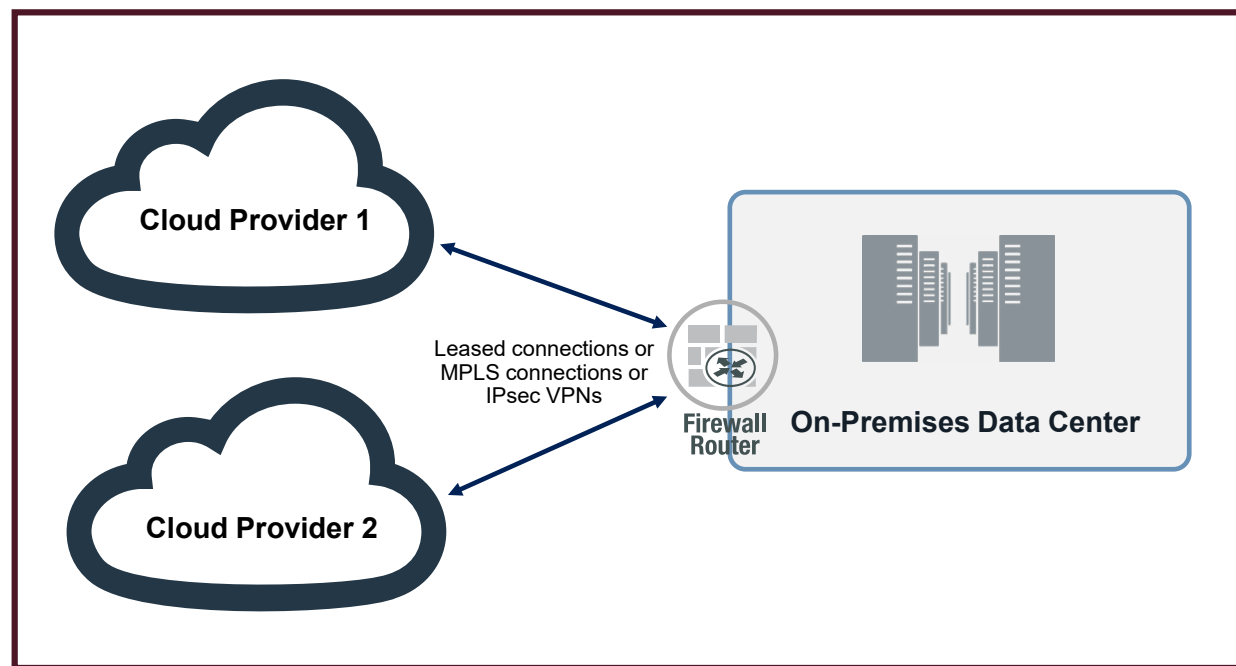 Cloud Provider 1
Leased connections or
MPLS connections or
IPsec VPNs
Firewall
Router
On-Premises Data Center
Cloud Provider 2